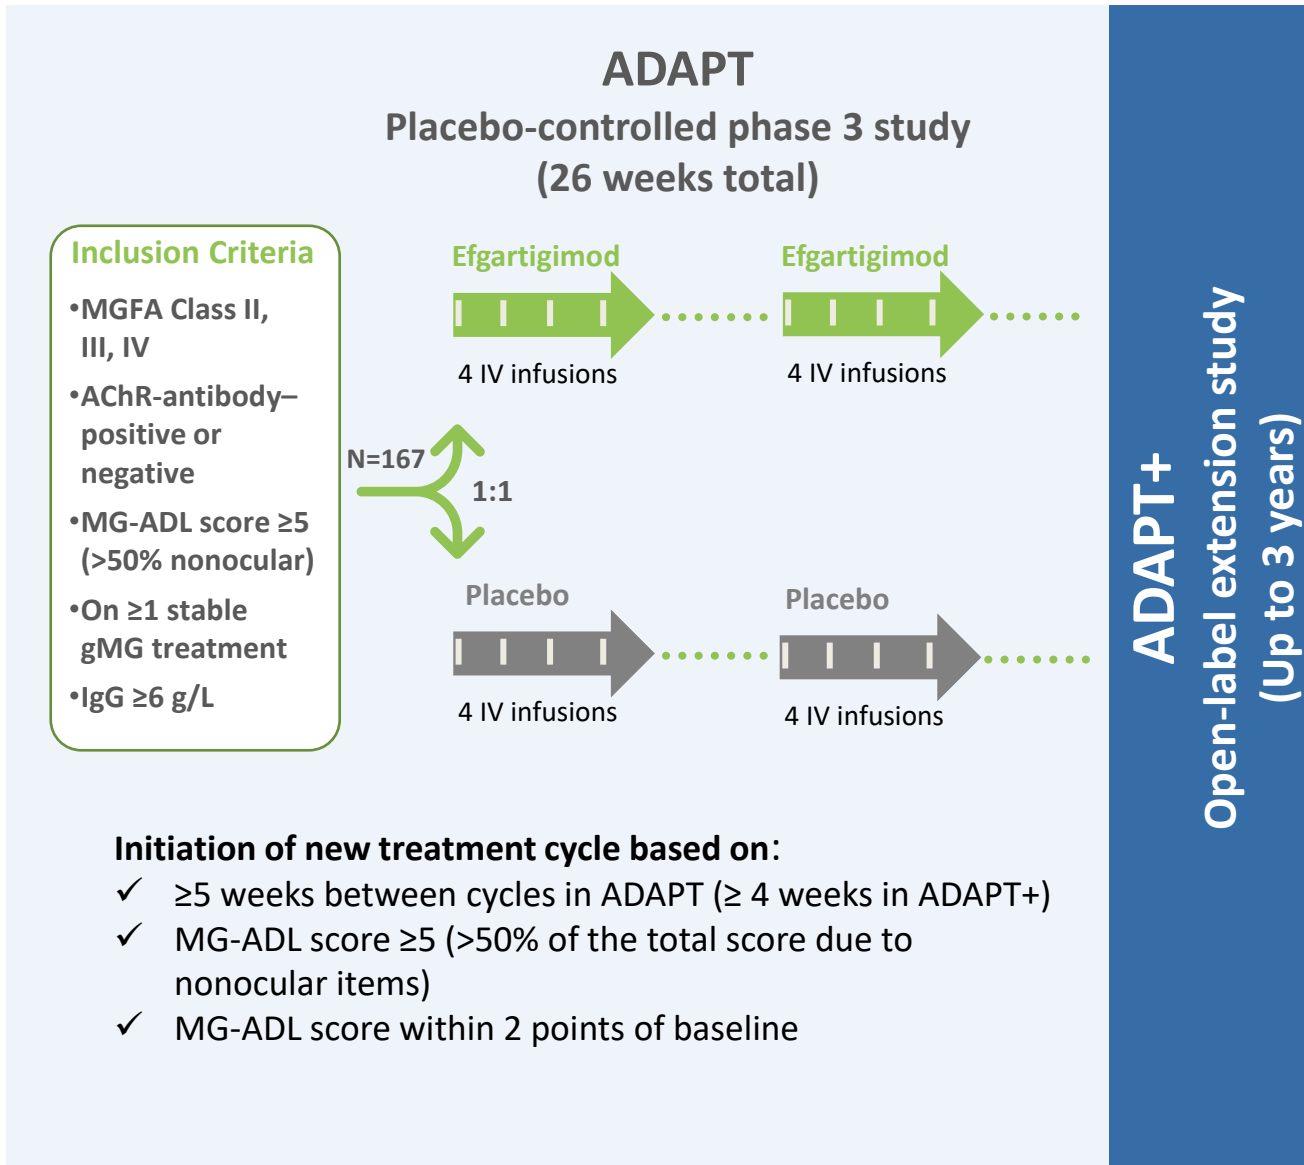 ADAPT
Placebo-controlled phase 3 study
(26 weeks total)
Inclusion Criteria
•MGFA Class II,
III, IV
•AChR-antibody–
positive or
negative
•MG-ADL score ≥5
(>50% nonocular)
•On ≥1 stable
gMG treatment
•IgG ≥6 g/L
N=167
1:1
Efgartigimod
4 IV infusions
Efgartigimod
4 IV infusions
Placebo
4 IV infusions
Placebo
4 IV infusions
Initiation of new treatment cycle based on:
✓ ≥5 weeks between cycles in ADAPT (≥ 4 weeks in ADAPT+)
✓ MG-ADL score ≥5 (>50% of the total score due to
nonocular items)
✓ MG-ADL score within 2 points of baseline
ADAPT+
Open-label extension study
(Up to 3 years)